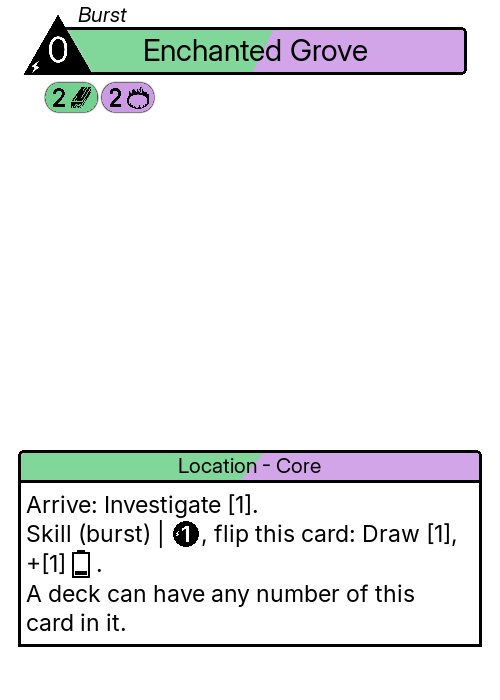 Burst
0 Enchanted Grove
2 2
Location - Core
Arrive: Investigate [1].
Skill (burst) | 1, flip this card: Draw [1],
+[1] .
A deck can have any number of this
card in it.